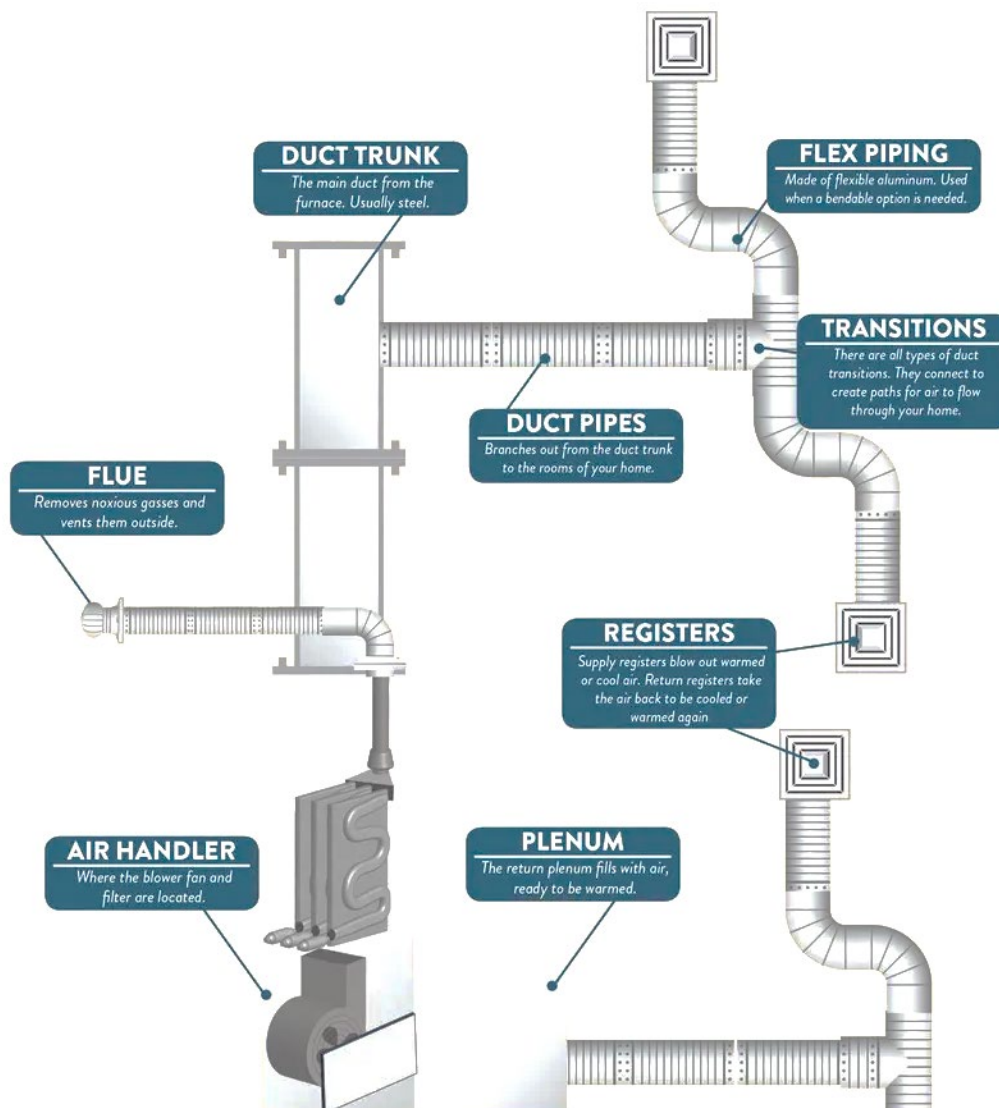 DUCT TRUNK
The main duct from the
furnace. Usually steel.
FLEX PIPING
Made of flexible aluminum. Used
when a bendable option is needed.
TRANSITIONS
There are all types of duct
transitions. They connect to
create paths for air to flow
through your home.
DUCT PIPES
Branches out from the duct trunk
to the rooms of your home.
FLUE
Removes noxious gasses and
vents them outside.
REGISTERS
Supply registers blow out warmed
or cool air. Return registers take
the air back to be cooled or
warmed again
AIR HANDLER
Where the blower fan and
filter are located.
PLENUM
The return plenum fills with air,
ready to be warmed.